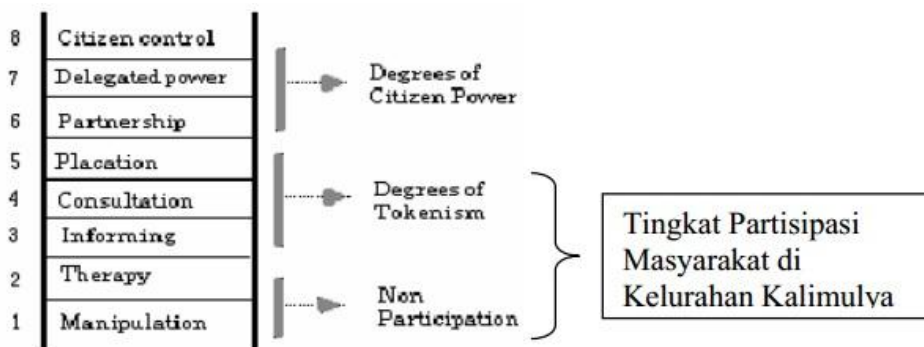 8 Citizen control
7 Delegated power
6 Partnership
5 Placation
4 Consultation
3 Informing
2 Therapy
1 Manipulation
Degrees of
Citizen Power
Degrees of
Tokenism
Non
Participation
Tingkat Partisipasi
Masyarakat di
Kelurahan Kalimulya